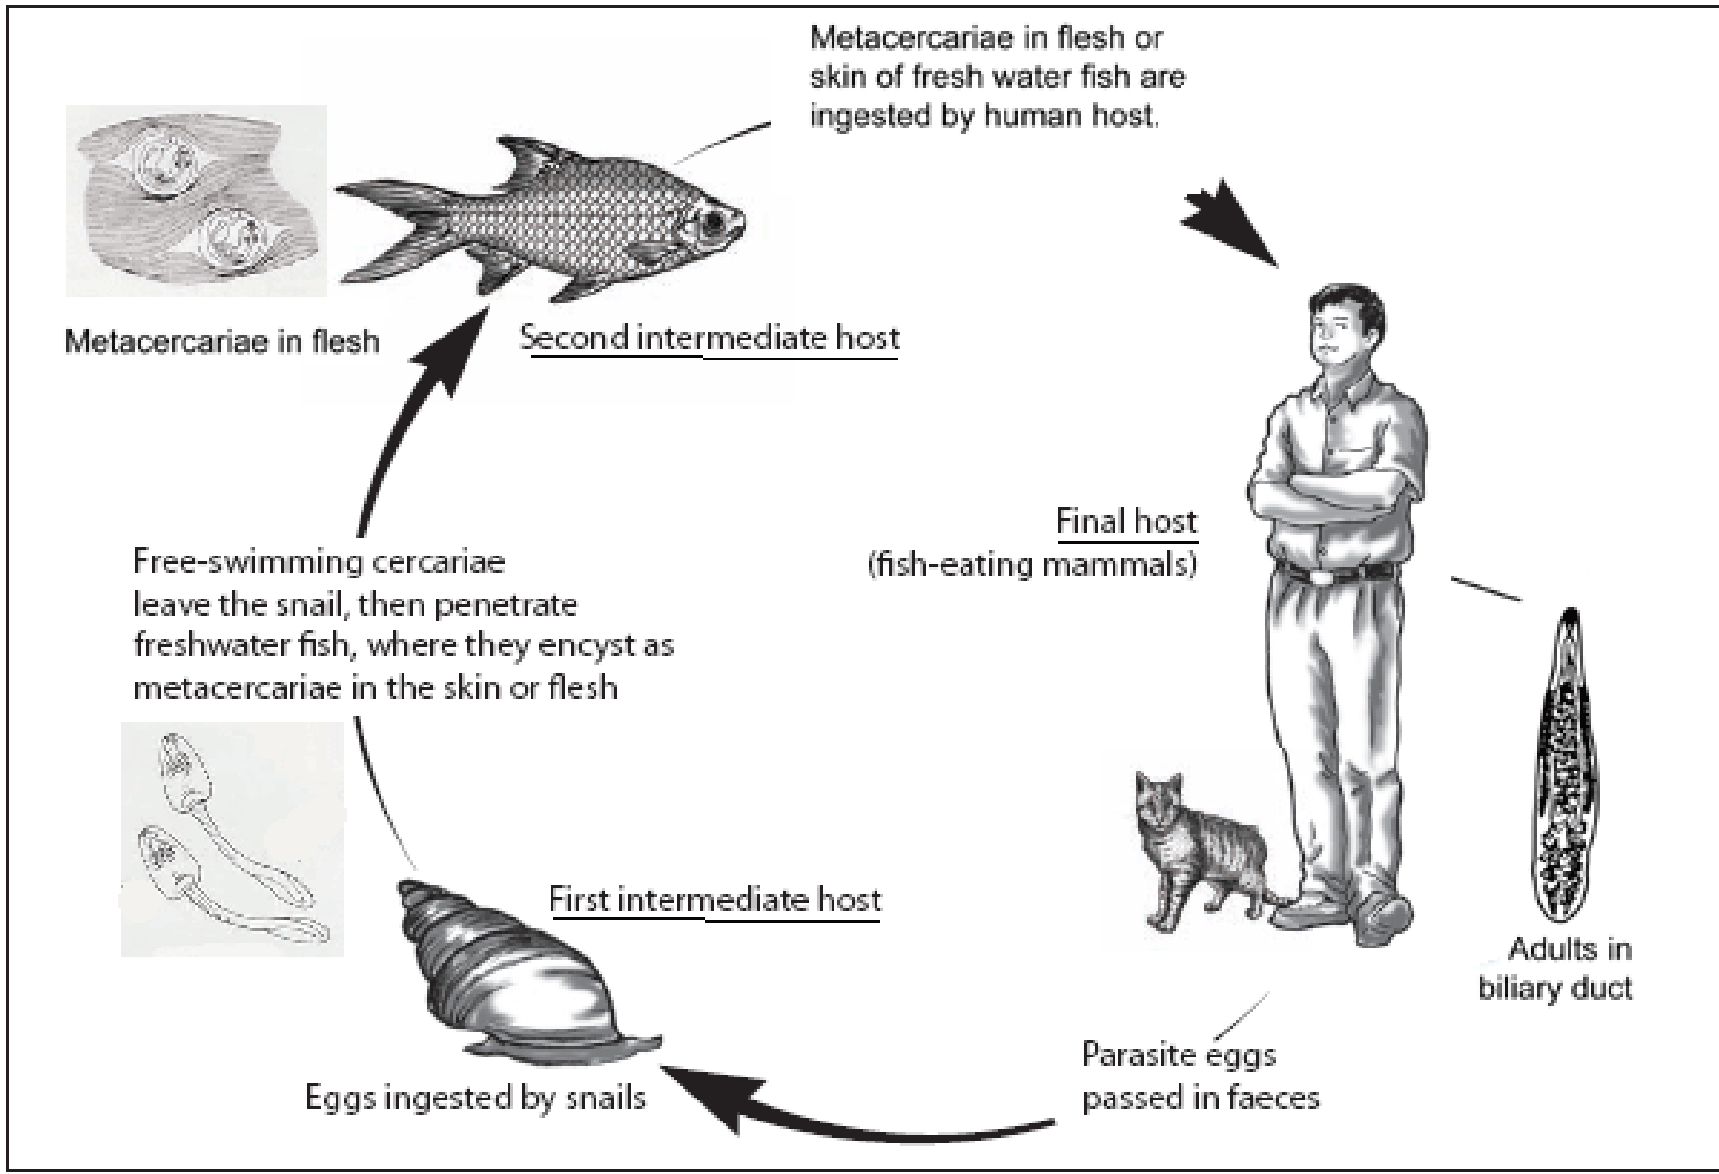 Metacercariae in flesh or
skin of fresh water fish are
ingested by human host.
Metacercariae in flesh
Second intermediate host
Final host
(fish-eating mammals)
Free-swimming cercariae
leave the snail, then penetrate
freshwater fish, where they encyst as
metacercariae in the skin or flesh
First intermediate host
Adults in
biliary duct
Parasite eggs
passed in faeces
Eggs ingested by snails